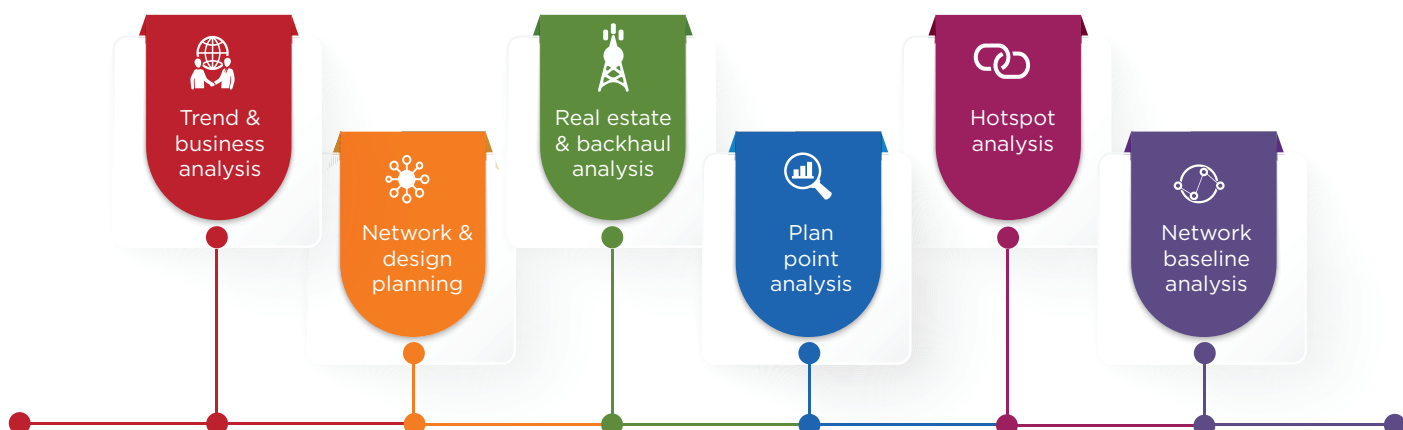 Trend &
business
analysis
Network &
design
planning
Real estate
& backhaul
analysis
Plan
point
analysis
Hotspot
analysis
Network
baseline
analysis